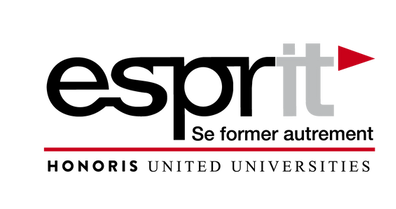 esprit
Se former autrement
HONORIS UNITED UNIVERSITIES